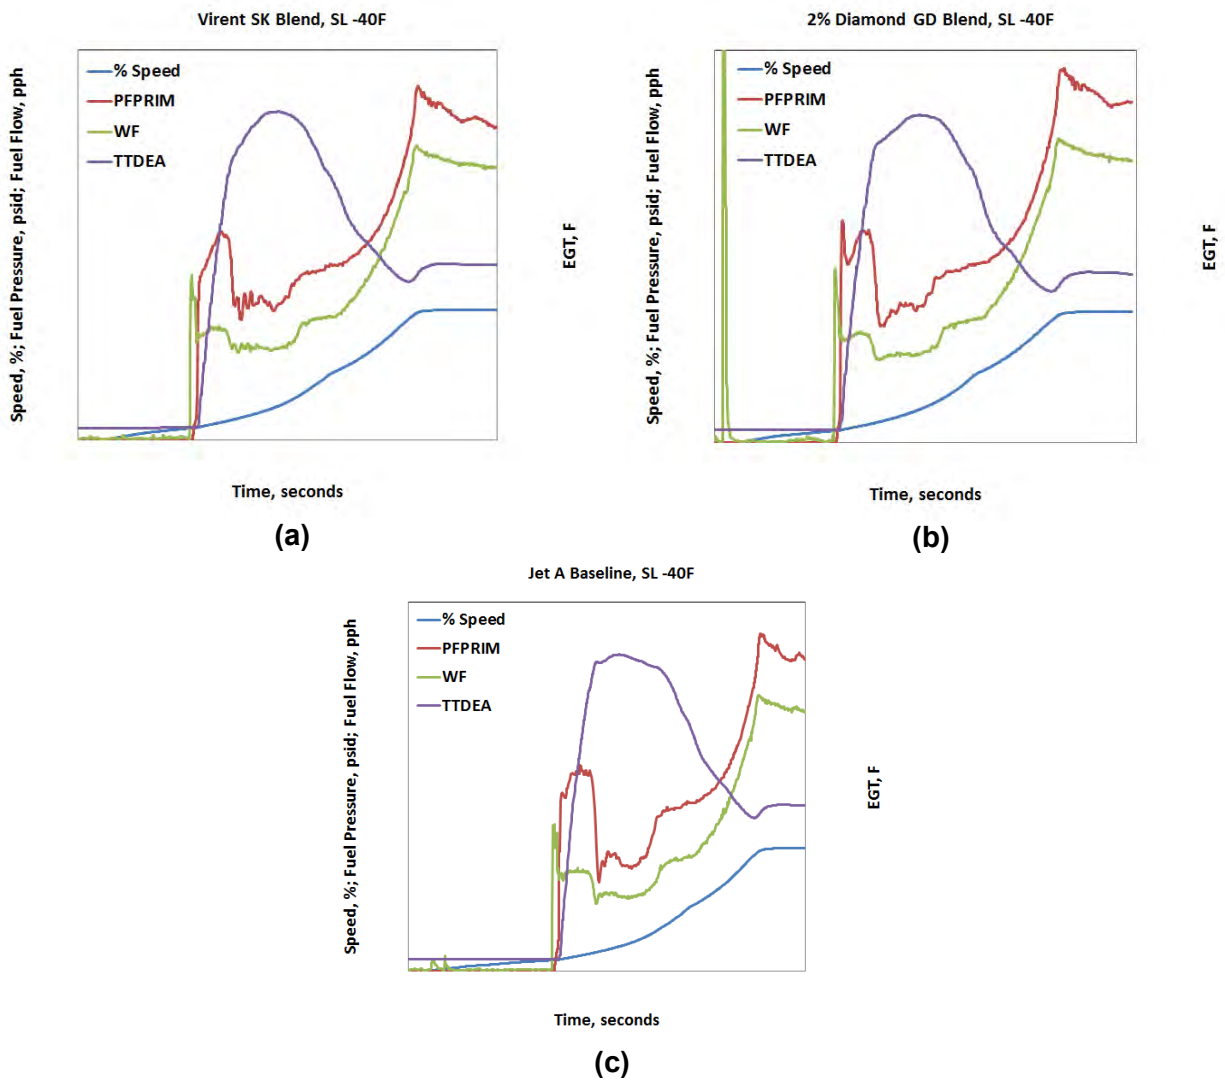 Virent SK Blend, SL -40F
% Speed
PFPRIM
WF
TTDEA
Speed, %; Fuel Pressure, psid; Fuel Flow, pph
EGT, F
Time, seconds
(a)
2% Diamond GD Blend, SL -40F
% Speed
PFPRIM
WF
TTDEA
Speed, %; Fuel Pressure, psid; Fuel Flow, pph
EGT, F
Time, seconds
(b)
Jet A Baseline, SL -40F
% Speed
PFPRIM
WF
TTDEA
Speed, %; Fuel Pressure, psid; Fuel Flow, pph
EGT, F
Time, seconds
(c)